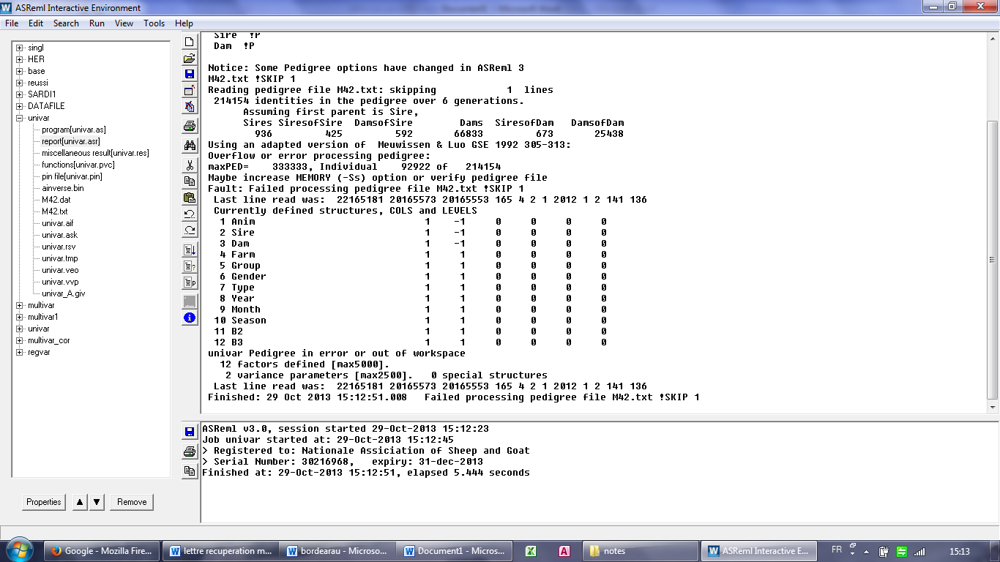 ASReml Interactive Environment
File Edit Search Run View Tools Help
singl
HER
base
reussi
SARDI1
DATAFILE
univar
program[univar.as]
report[univar.asr]
miscellaneous result[univar.res]
functions[univar.pvc]
pin file[univar.pin]
ainverse.bin
M42.dat
M42.txt
univar.aif
univar.ask
univar.rsv
univar.tmp
univar.veo
univar.vvp
univar_A.giv
multivar
multivar1
univar
multivar_cor
regvar
Properties Remove
Sire !P
Dam !P
Notice: Some Pedigree options have changed in ASReml 3
M42.txt !SKIP 1
Reading pedigree file M42.txt: skipping 1 lines
214154 identities in the pedigree over 6 generations.
Assuming first parent is Sire,
Sires SiresofSire DamsofSire Dams SiresofDam DamsofDam
936 425 592 66833 673 25438
Using an adapted version of Meuwissen & Luo GSE 1992 305-313:
Overflow or error processing pedigree:
maxPED= 333333, Individual 92922 of 214154
Maybe increase MEMORY (-Ss) option or verify pedigree file
Fault: Failed processing pedigree file M42.txt !SKIP 1
Last line read was: 22165181 20165573 20165553 165 4 2 1 2012 1 2 141 136
Currently defined structures, COLS and LEVELS
1 Anim 1 -1 0 0 0 0
2 Sire 1 -1 0 0 0 0
3 Dam 1 -1 0 0 0 0
4 Farm 1 1 0 0 0 0
5 Group 1 1 0 0 0 0
6 Gender 1 1 0 0 0 0
7 Type 1 1 0 0 0 0
8 Year 1 1 0 0 0 0
9 Month 1 1 0 0 0 0
10 Season 1 1 0 0 0 0
11 B2 1 1 0 0 0 0
12 B3 1 1 0 0 0 0
univar Pedigree in error or out of workspace
12 factors defined [max5000].
2 variance parameters [max2500]. 0 special structures
Last line read was: 22165181 20165573 20165553 165 4 2 1 2012 1 2 141 136
Finished: 29 Oct 2013 15:12:51.008 Failed processing pedigree file M42.txt !SKIP 1
ASReml v3.0, session started 29-Oct-2013 15:12:23
Job univar started at: 29-Oct-2013 15:12:45
> Registered to: Nationale Assiciation of Sheep and Goat
> Serial Number: 30216968, expiry: 31-dec-2013
Finished at: 29-Oct-2013 15:12:51, elapsed 5.444 seconds
Google - Mozilla Fire... lettre recuperation m... bordearau - Microso... Document1 - Micros... notes ASReml Interactive E... FR 15:13